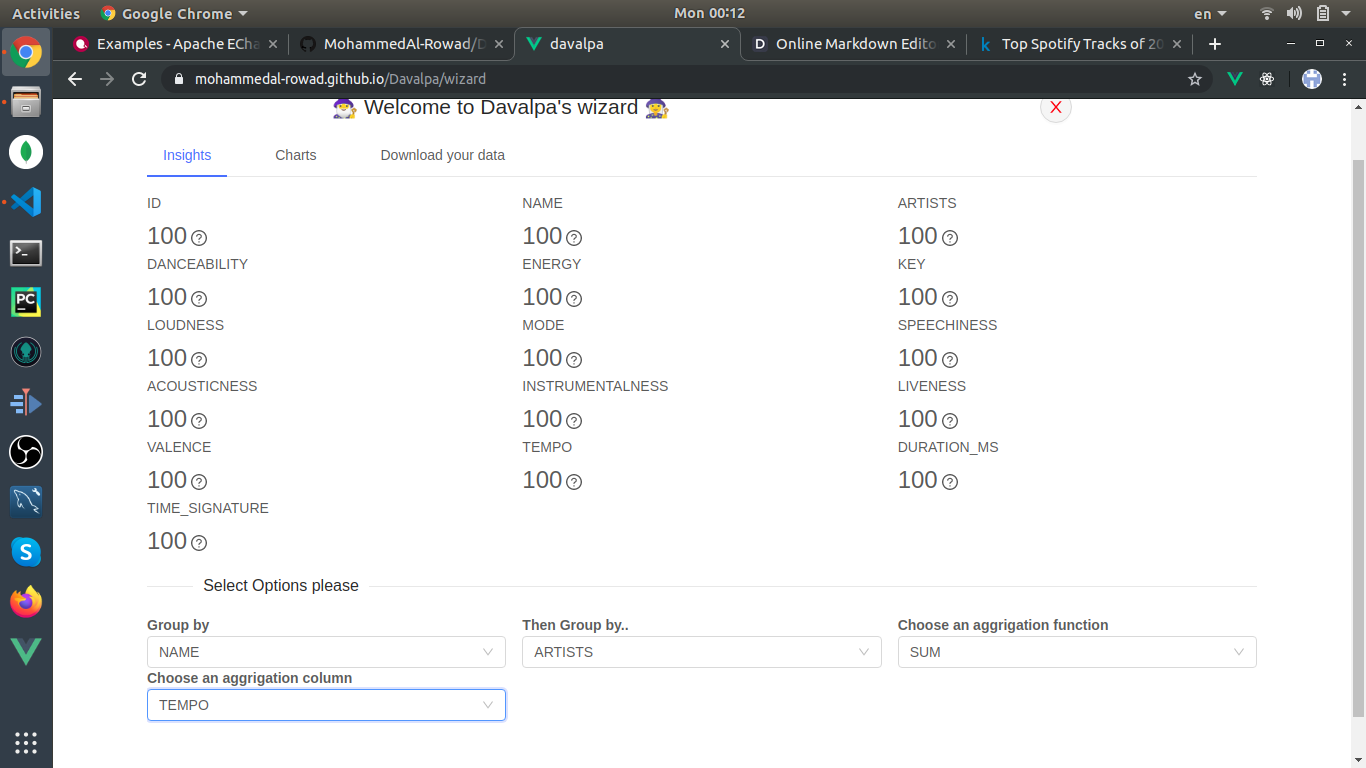 Activities Google Chrome Mon 00:12 en
Examples - Apache ECha MohammedAl-Rowad/D davalpa Online Markdown Edito Top Spotify Tracks of 20
mohammedal-rowad.github.io/Davalpa/wizard
Welcome to Davalpa's wizard X
Insights Charts Download your data
ID NAME ARTISTS
100 ? 100 ? 100 ?
DANCEABILITY ENERGY KEY
100 ? 100 ? 100 ?
LOUDNESS MODE SPEECHINESS
100 ? 100 ? 100 ?
ACOUSTICNESS INSTRUMENTALNESS LIVENESS
100 ? 100 ? 100 ?
VALENCE TEMPO DURATION_MS
100 ? 100 ? 100 ?
TIME_SIGNATURE
100 ?
Select Options please
Group by Then Group by.. Choose an aggrigation function
NAME ARTISTS SUM
Choose an aggrigation column
TEMPO